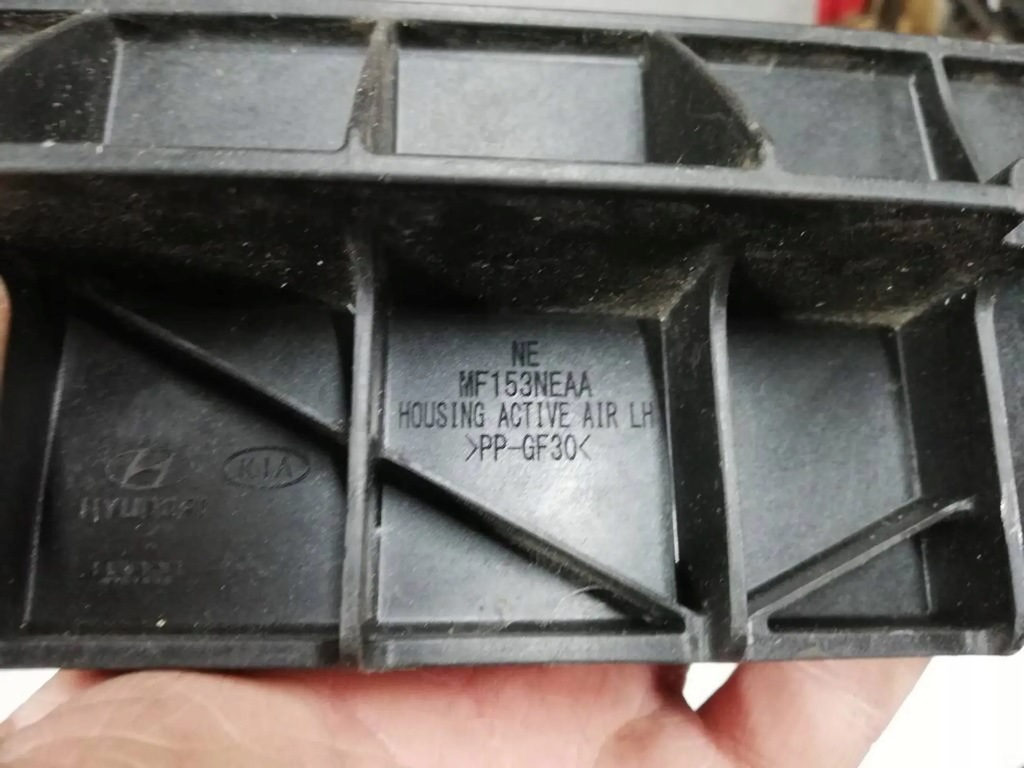 NE
MF153NEAA
HOUSING ACTIVE AIR LH
>PP-GF30<
KIA
HYUNDAI